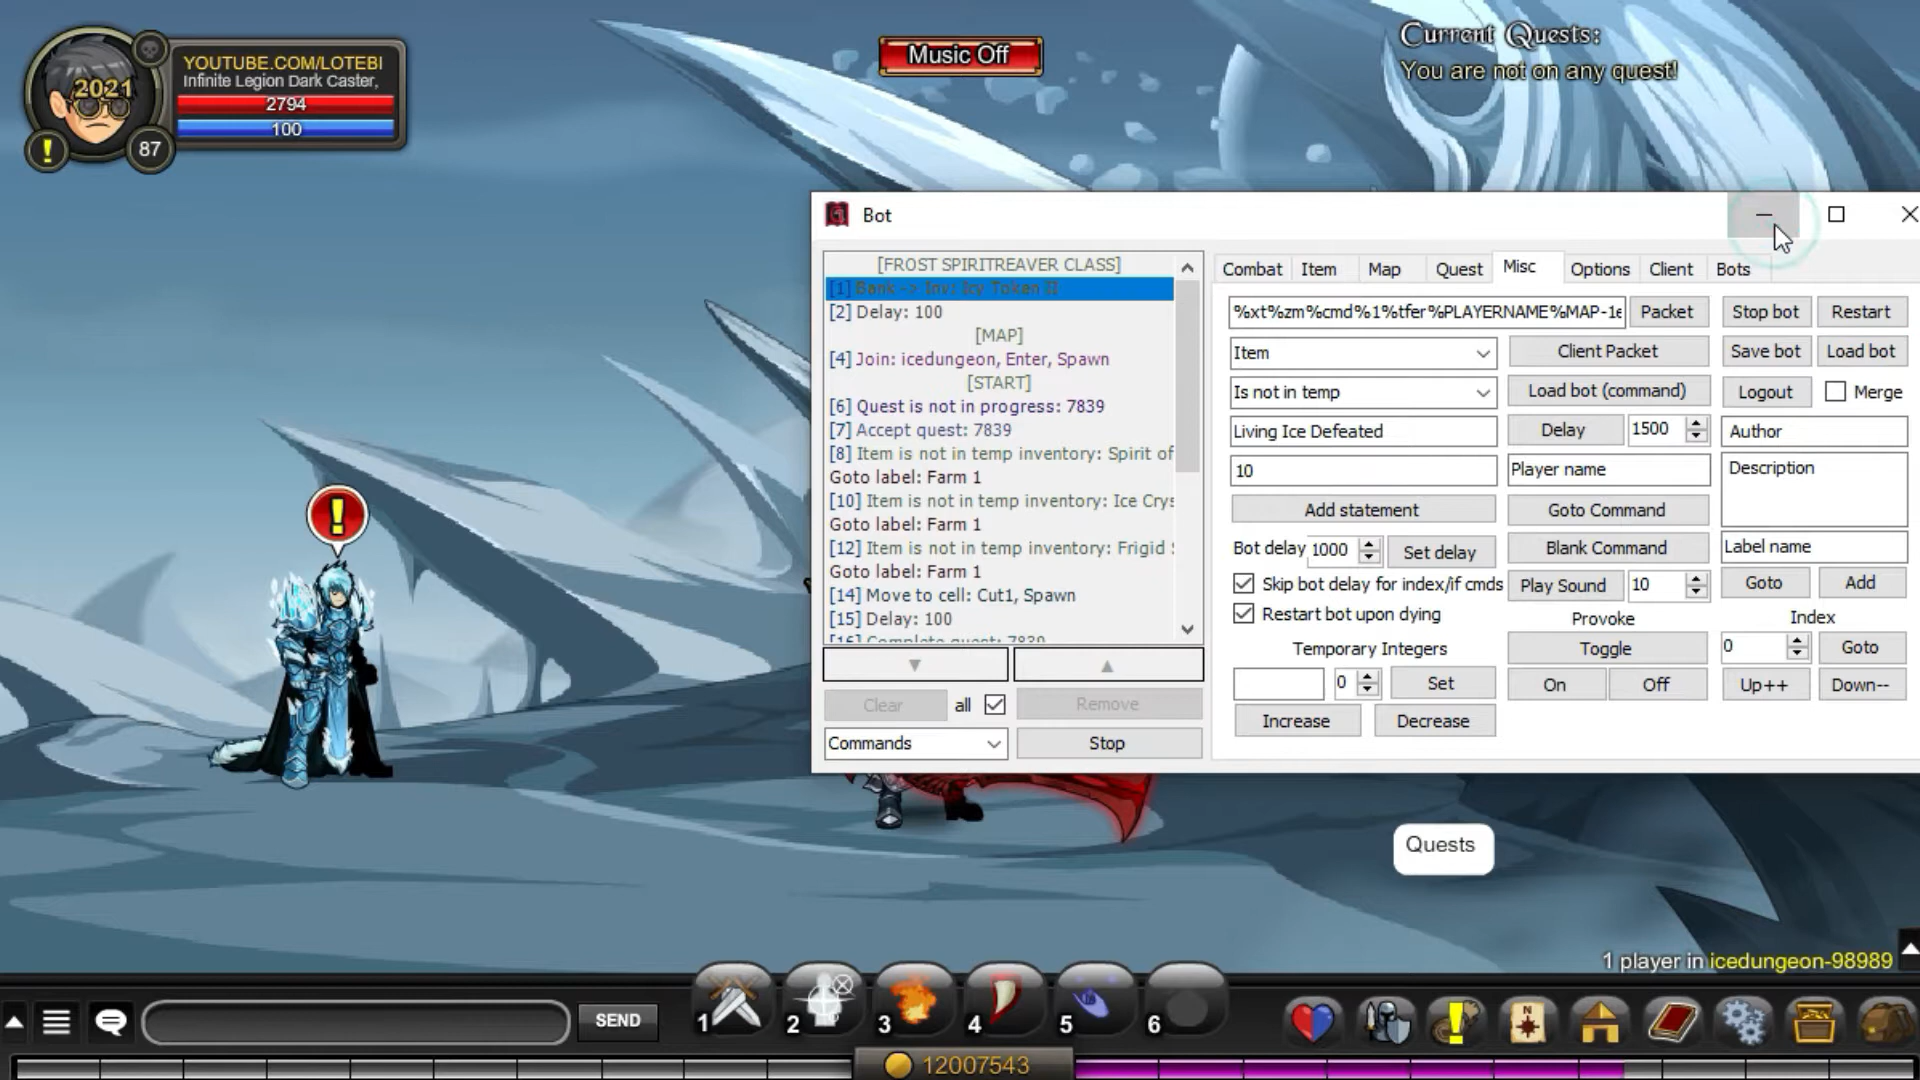 Music Off
Current Quests:
You are not on any quest!
2021
YOUTUBE.COM/LOTEBI
Infinite Legion Dark Caster,
2794
100
87
Bot
[FROST SPIRITREAVER CLASS]
[1] Bank -> Inv: Icy Token II
[2] Delay: 100
[MAP]
[4] Join: icedungeon, Enter, Spawn
[START]
[6] Quest is not in progress: 7839
[7] Accept quest: 7839
[8] Item is not in temp inventory: Spirit of
Goto label: Farm 1
[10] Item is not in temp inventory: Ice Crys
Goto label: Farm 1
[12] Item is not in temp inventory: Frigid S
Goto label: Farm 1
[14] Move to cell: Cut1, Spawn
[15] Delay: 100
[16] Complete quest: 7839
Clear
all
Remove
Commands
Stop
Combat
Item
Map
Quest
Misc
Options
Client
Bots
%xt%zm%cmd%1%tfer%PLAYERNAME%MAP-1e
Packet
Stop bot
Restart
Item
Client Packet
Save bot
Load bot
Is not in temp
Load bot (command)
Logout
Merge
Living Ice Defeated
Delay
1500
Author
10
Player name
Description
Add statement
Goto Command
Bot delay
1000
Set delay
Blank Command
Label name
Skip bot delay for index/if cmds
Play Sound
10
Goto
Add
Restart bot upon dying
Provoke
Index
Temporary Integers
Toggle
0
Goto
0
Set
On
Off
Up++
Down--
Increase
Decrease
Quests
1 player in icedungeon-98989
SEND
1
2
3
4
5
6
N
12007543